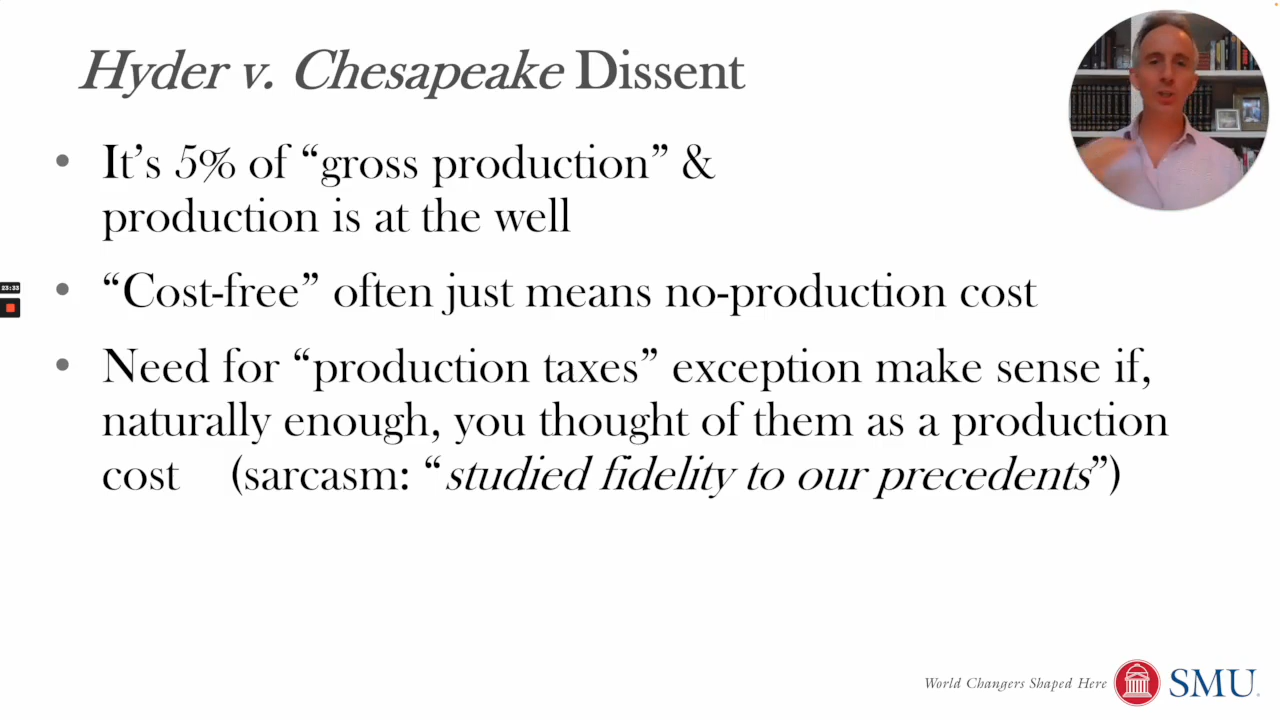 Hyder v. Chesapeake Dissent
• It’s 5% of “gross production” &
production is at the well
• “Cost-free” often just means no-production cost
• Need for “production taxes” exception make sense if,
naturally enough, you thought of them as a production
cost (sarcasm: “studied fidelity to our precedents”)
23:33
World Changers Shaped Here
SMU